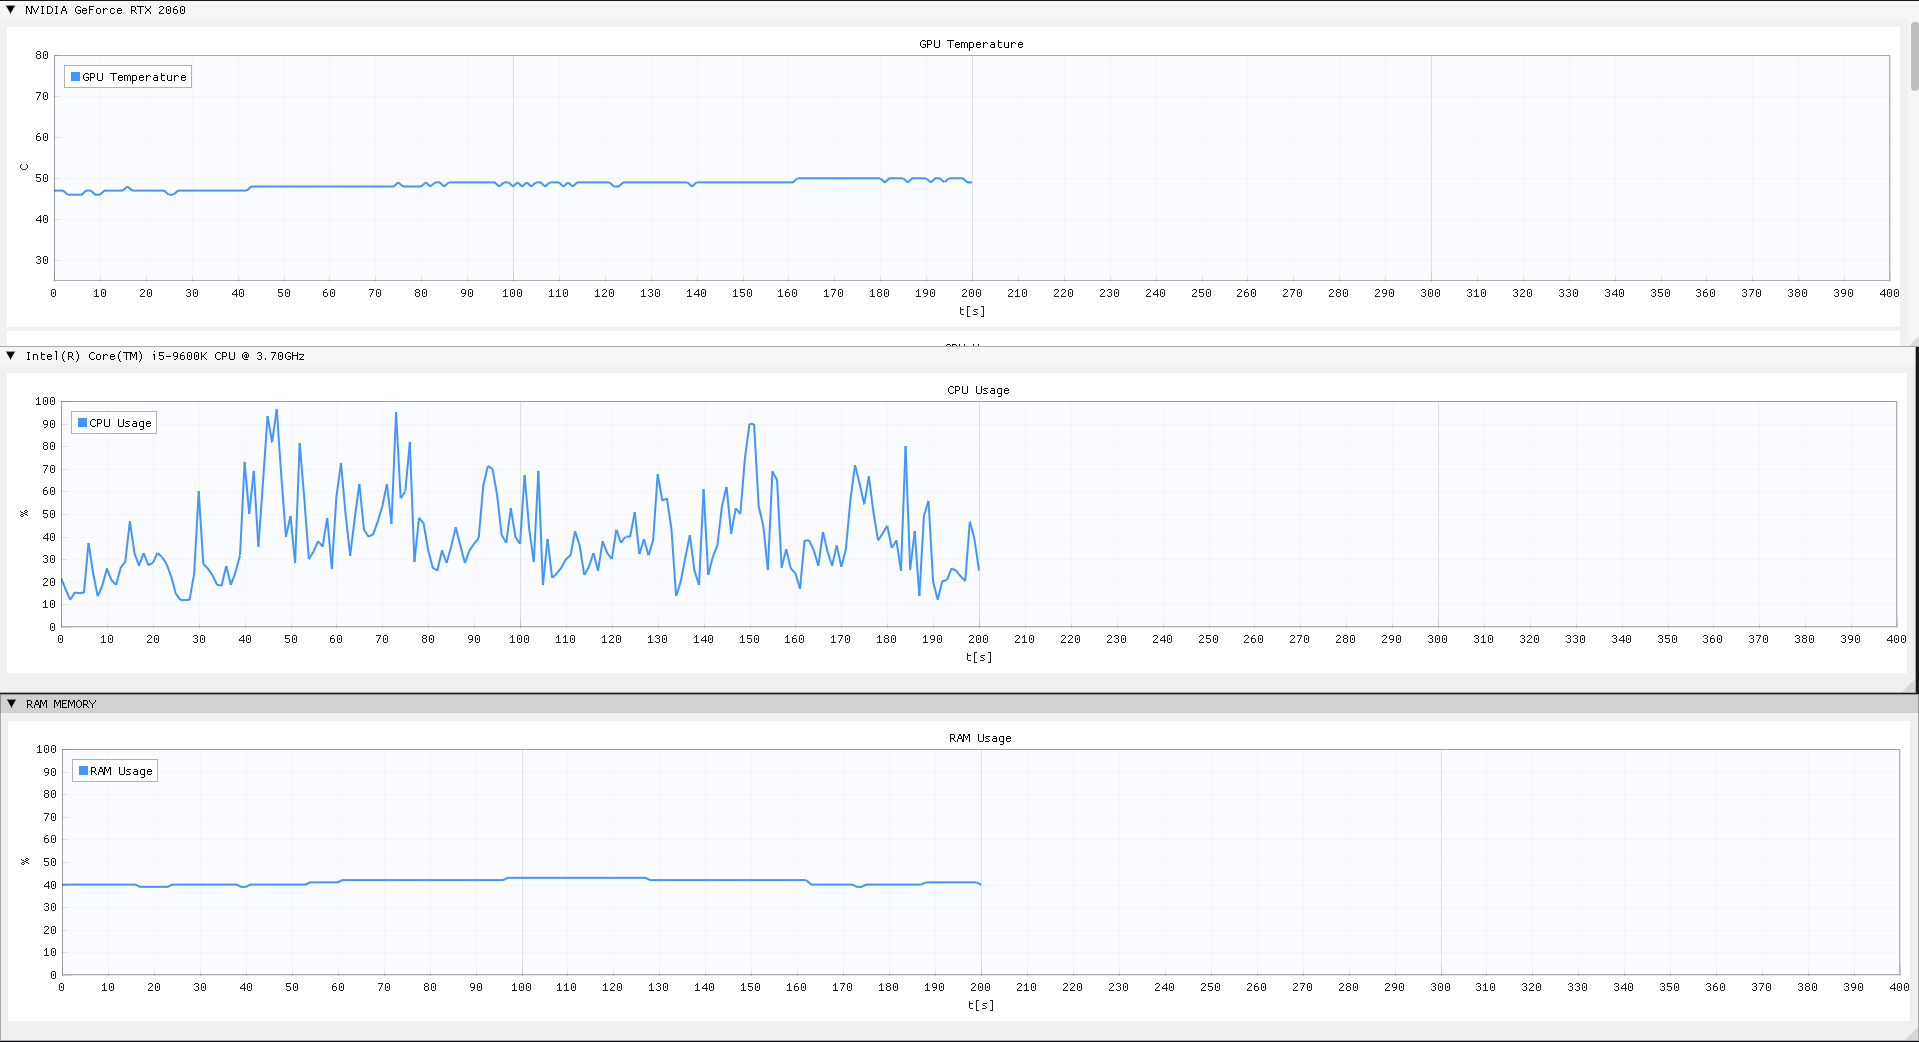 NVIDIA GeForce RTX 2060
GPU Temperature
80
GPU Temperature
70
60
C
50
40
30
0 10 20 30 40 50 60 70 80 90 100 110 120 130 140 150 160 170 180 190 200 210 220 230 240 250 260 270 280 290 300 310 320 330 340 350 360 370 380 390 400
t[s]
Intel(R) Core(TM) i5-9600K CPU @ 3.70GHz
CPU Usage
100
CPU Usage
90
80
70
60
%
50
40
30
20
10
0
0 10 20 30 40 50 60 70 80 90 100 110 120 130 140 150 160 170 180 190 200 210 220 230 240 250 260 270 280 290 300 310 320 330 340 350 360 370 380 390 400
t[s]
RAM MEMORY
RAM Usage
100
RAM Usage
90
80
70
60
%
50
40
30
20
10
0
0 10 20 30 40 50 60 70 80 90 100 110 120 130 140 150 160 170 180 190 200 210 220 230 240 250 260 270 280 290 300 310 320 330 340 350 360 370 380 390 400
t[s]